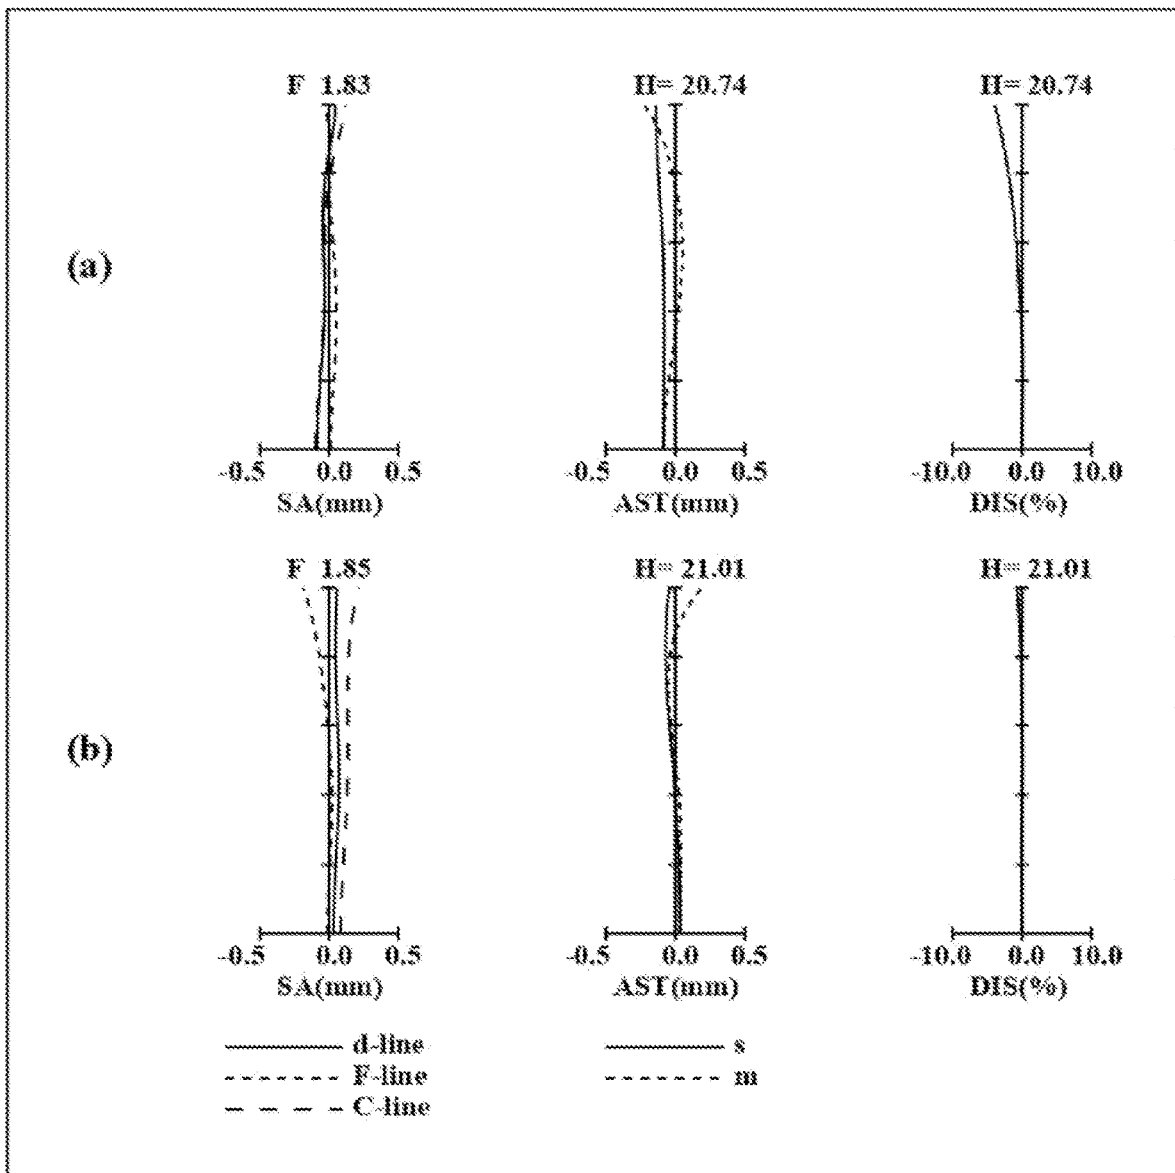 F 1.83 H= 20.74 H= 20.74
(a)
-0.5 0.0 0.5 -0.5 0.0 0.5 -10.0 0.0 10.0
SA(mm) AST(mm) DIS(%)
F 1.85 H= 21.01 H= 21.01
(b)
-0.5 0.0 0.5 -0.5 0.0 0.5 -10.0 0.0 10.0
SA(mm) AST(mm) DIS(%)
d-line s
F-line m
C-line